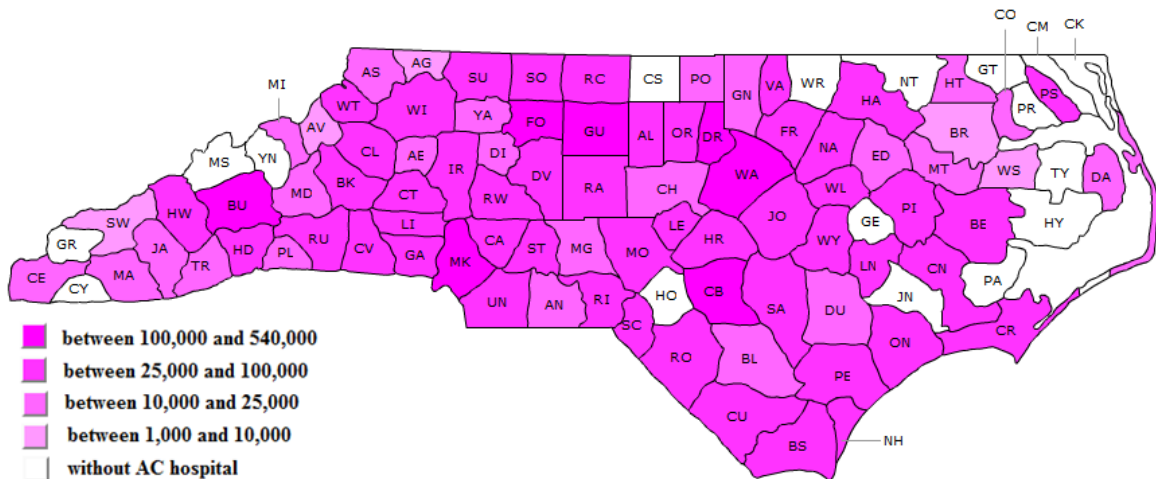 CO CM CK
AS AG SU SO RC CS PO GN VA WR NT HT GT
MI WT WI YA FO GU AL OR DR FR HA PR PS
AV CL AE DI NA BR
MS YN MD BK IR DV RA CH WA ED MT WS TY DA
BU CT RW WL
HW LI JO PI BE HY
SW RU CV GA CA ST MG MO LE HR WY GE
GR JA HD PL MK LN CN PA
CE MA TR UN AN RI HO CB SA DU JN
CY SC CR
RO BL ON
PE
CU
BS NH
between 100,000 and 540,000
between 25,000 and 100,000
between 10,000 and 25,000
between 1,000 and 10,000
without AC hospital